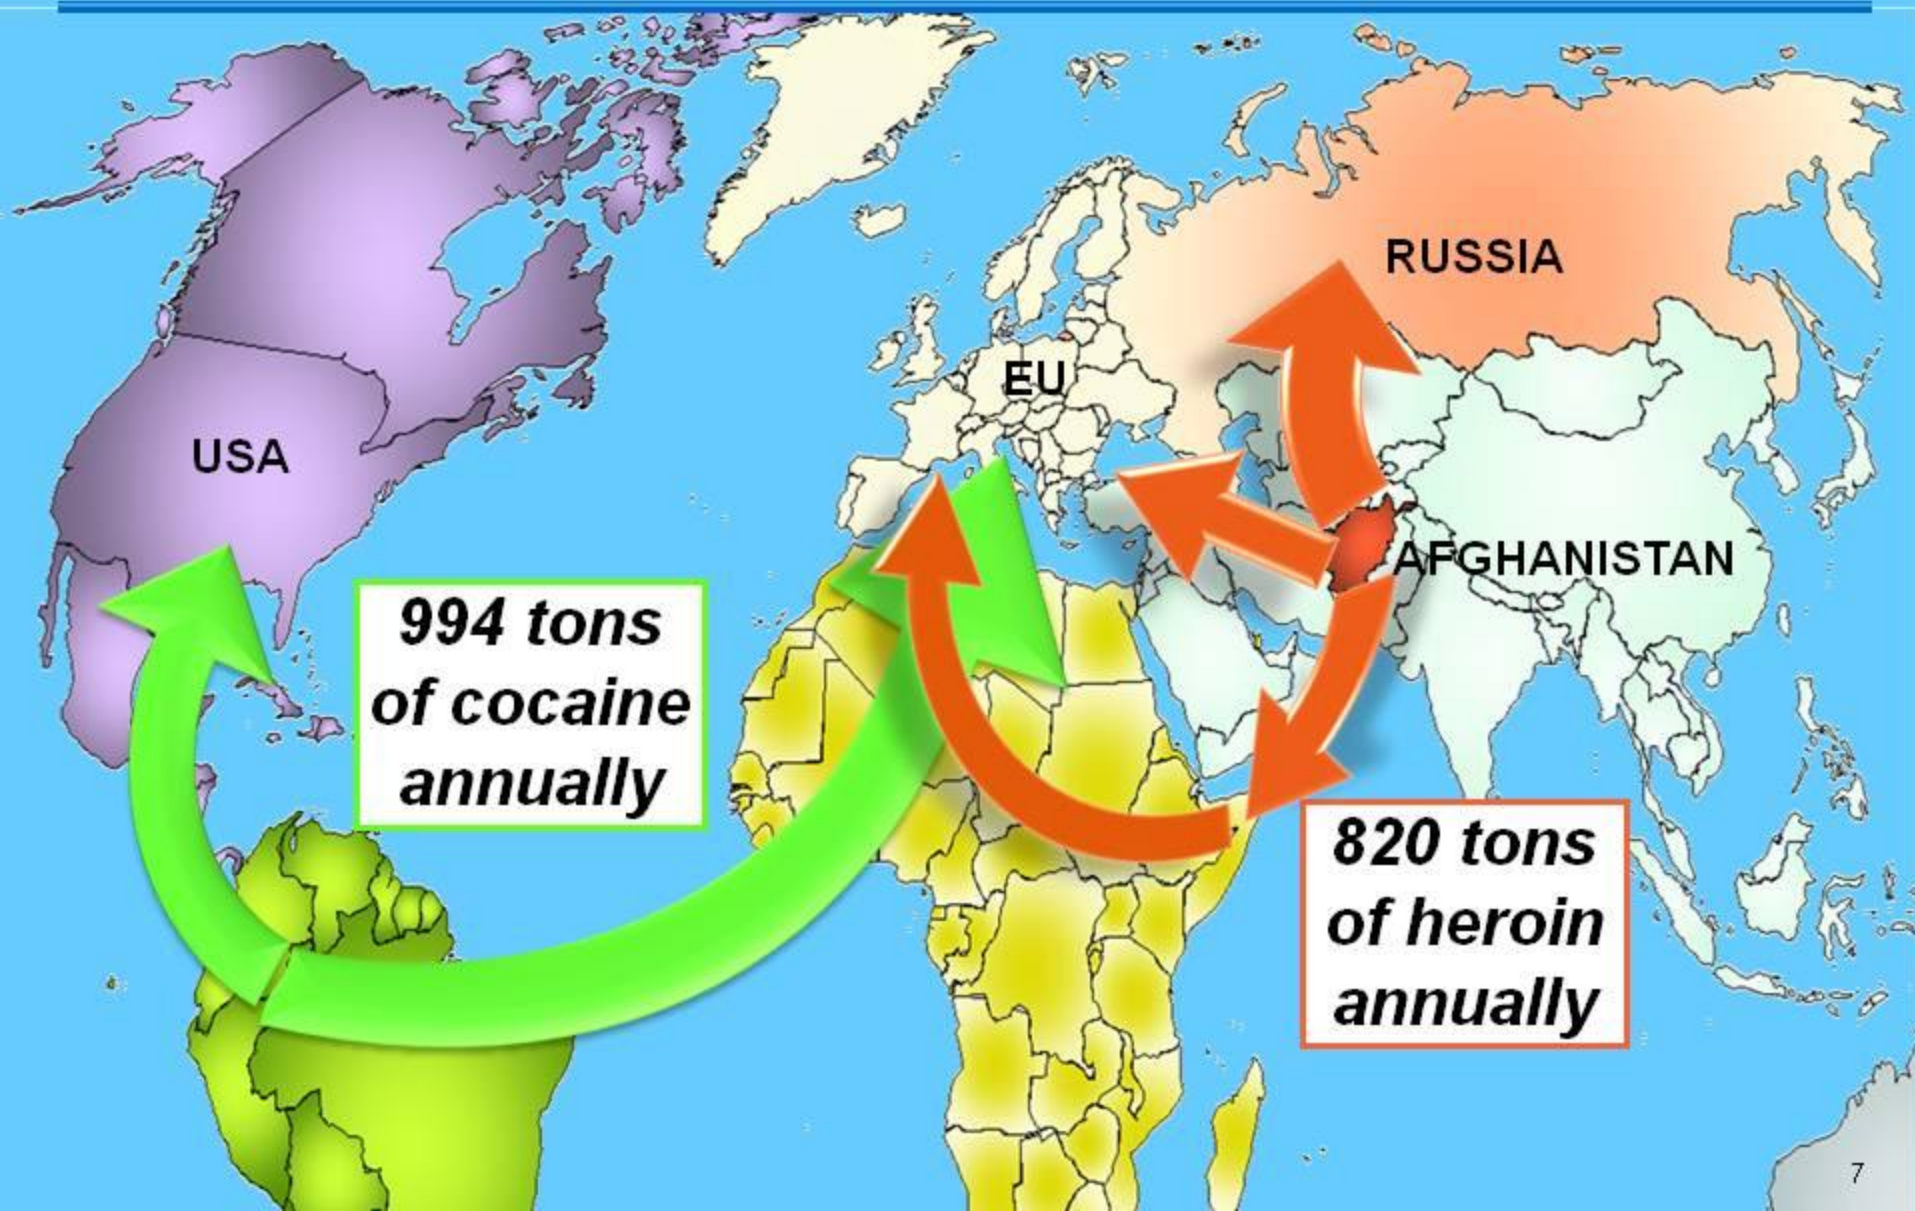 RUSSIA
EU
USA
AFGHANISTAN
994 tons
of cocaine
annually
820 tons
of heroin
annually
7